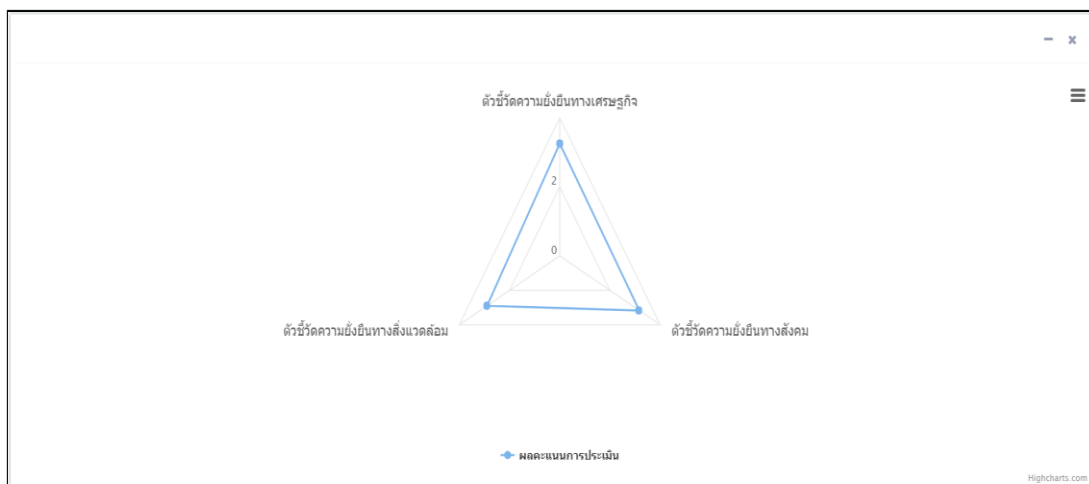 ตัวชี้วัดความยั่งยืนทางเศรษฐกิจ
2
0
ตัวชี้วัดความยั่งยืนทางสิ่งแวดล้อม
ตัวชี้วัดความยั่งยืนทางสังคม
ผลคะแนนการประเมิน
Highcharts.com